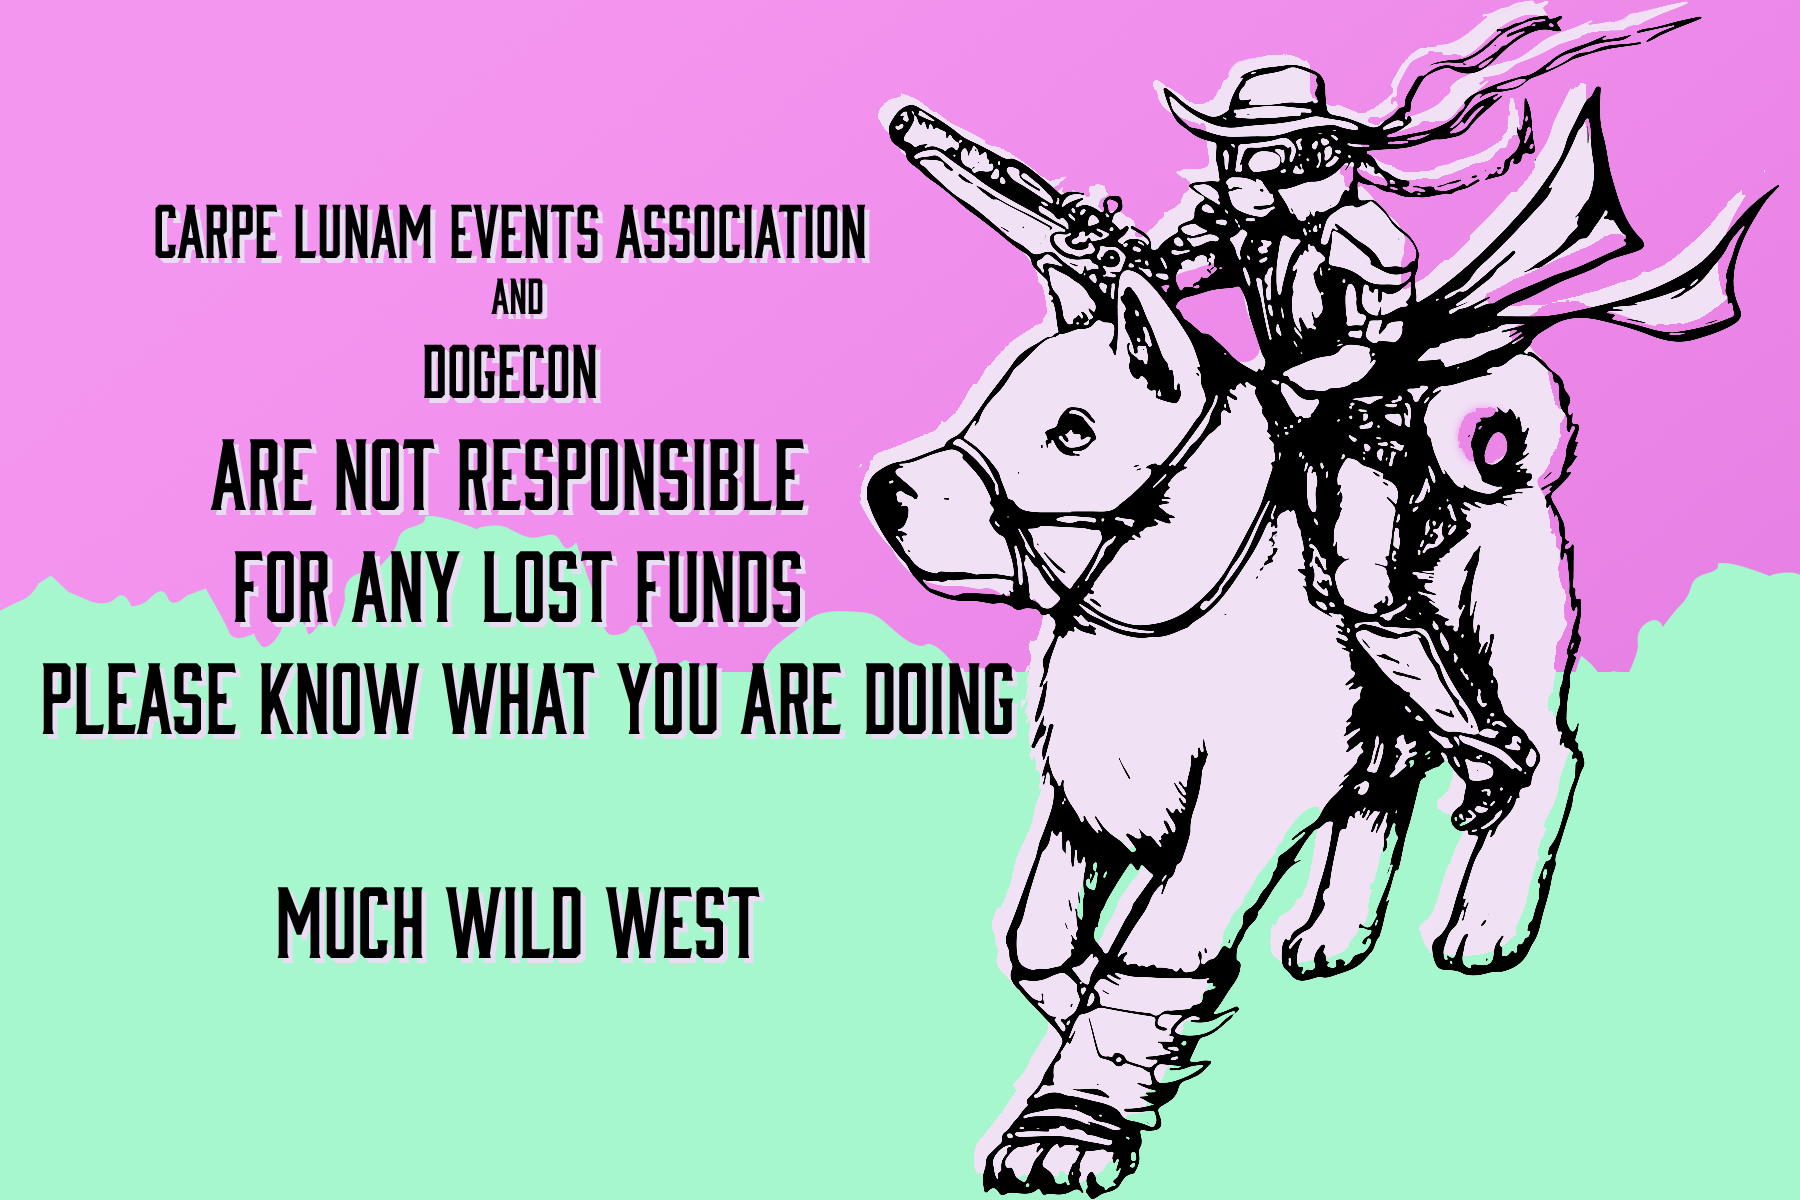 CARPE LUNAM EVENTS ASSOCIATION
AND
DOGECON
ARE NOT RESPONSIBLE
FOR ANY LOST FUNDS
PLEASE KNOW WHAT YOU ARE DOING
MUCH WILD WEST